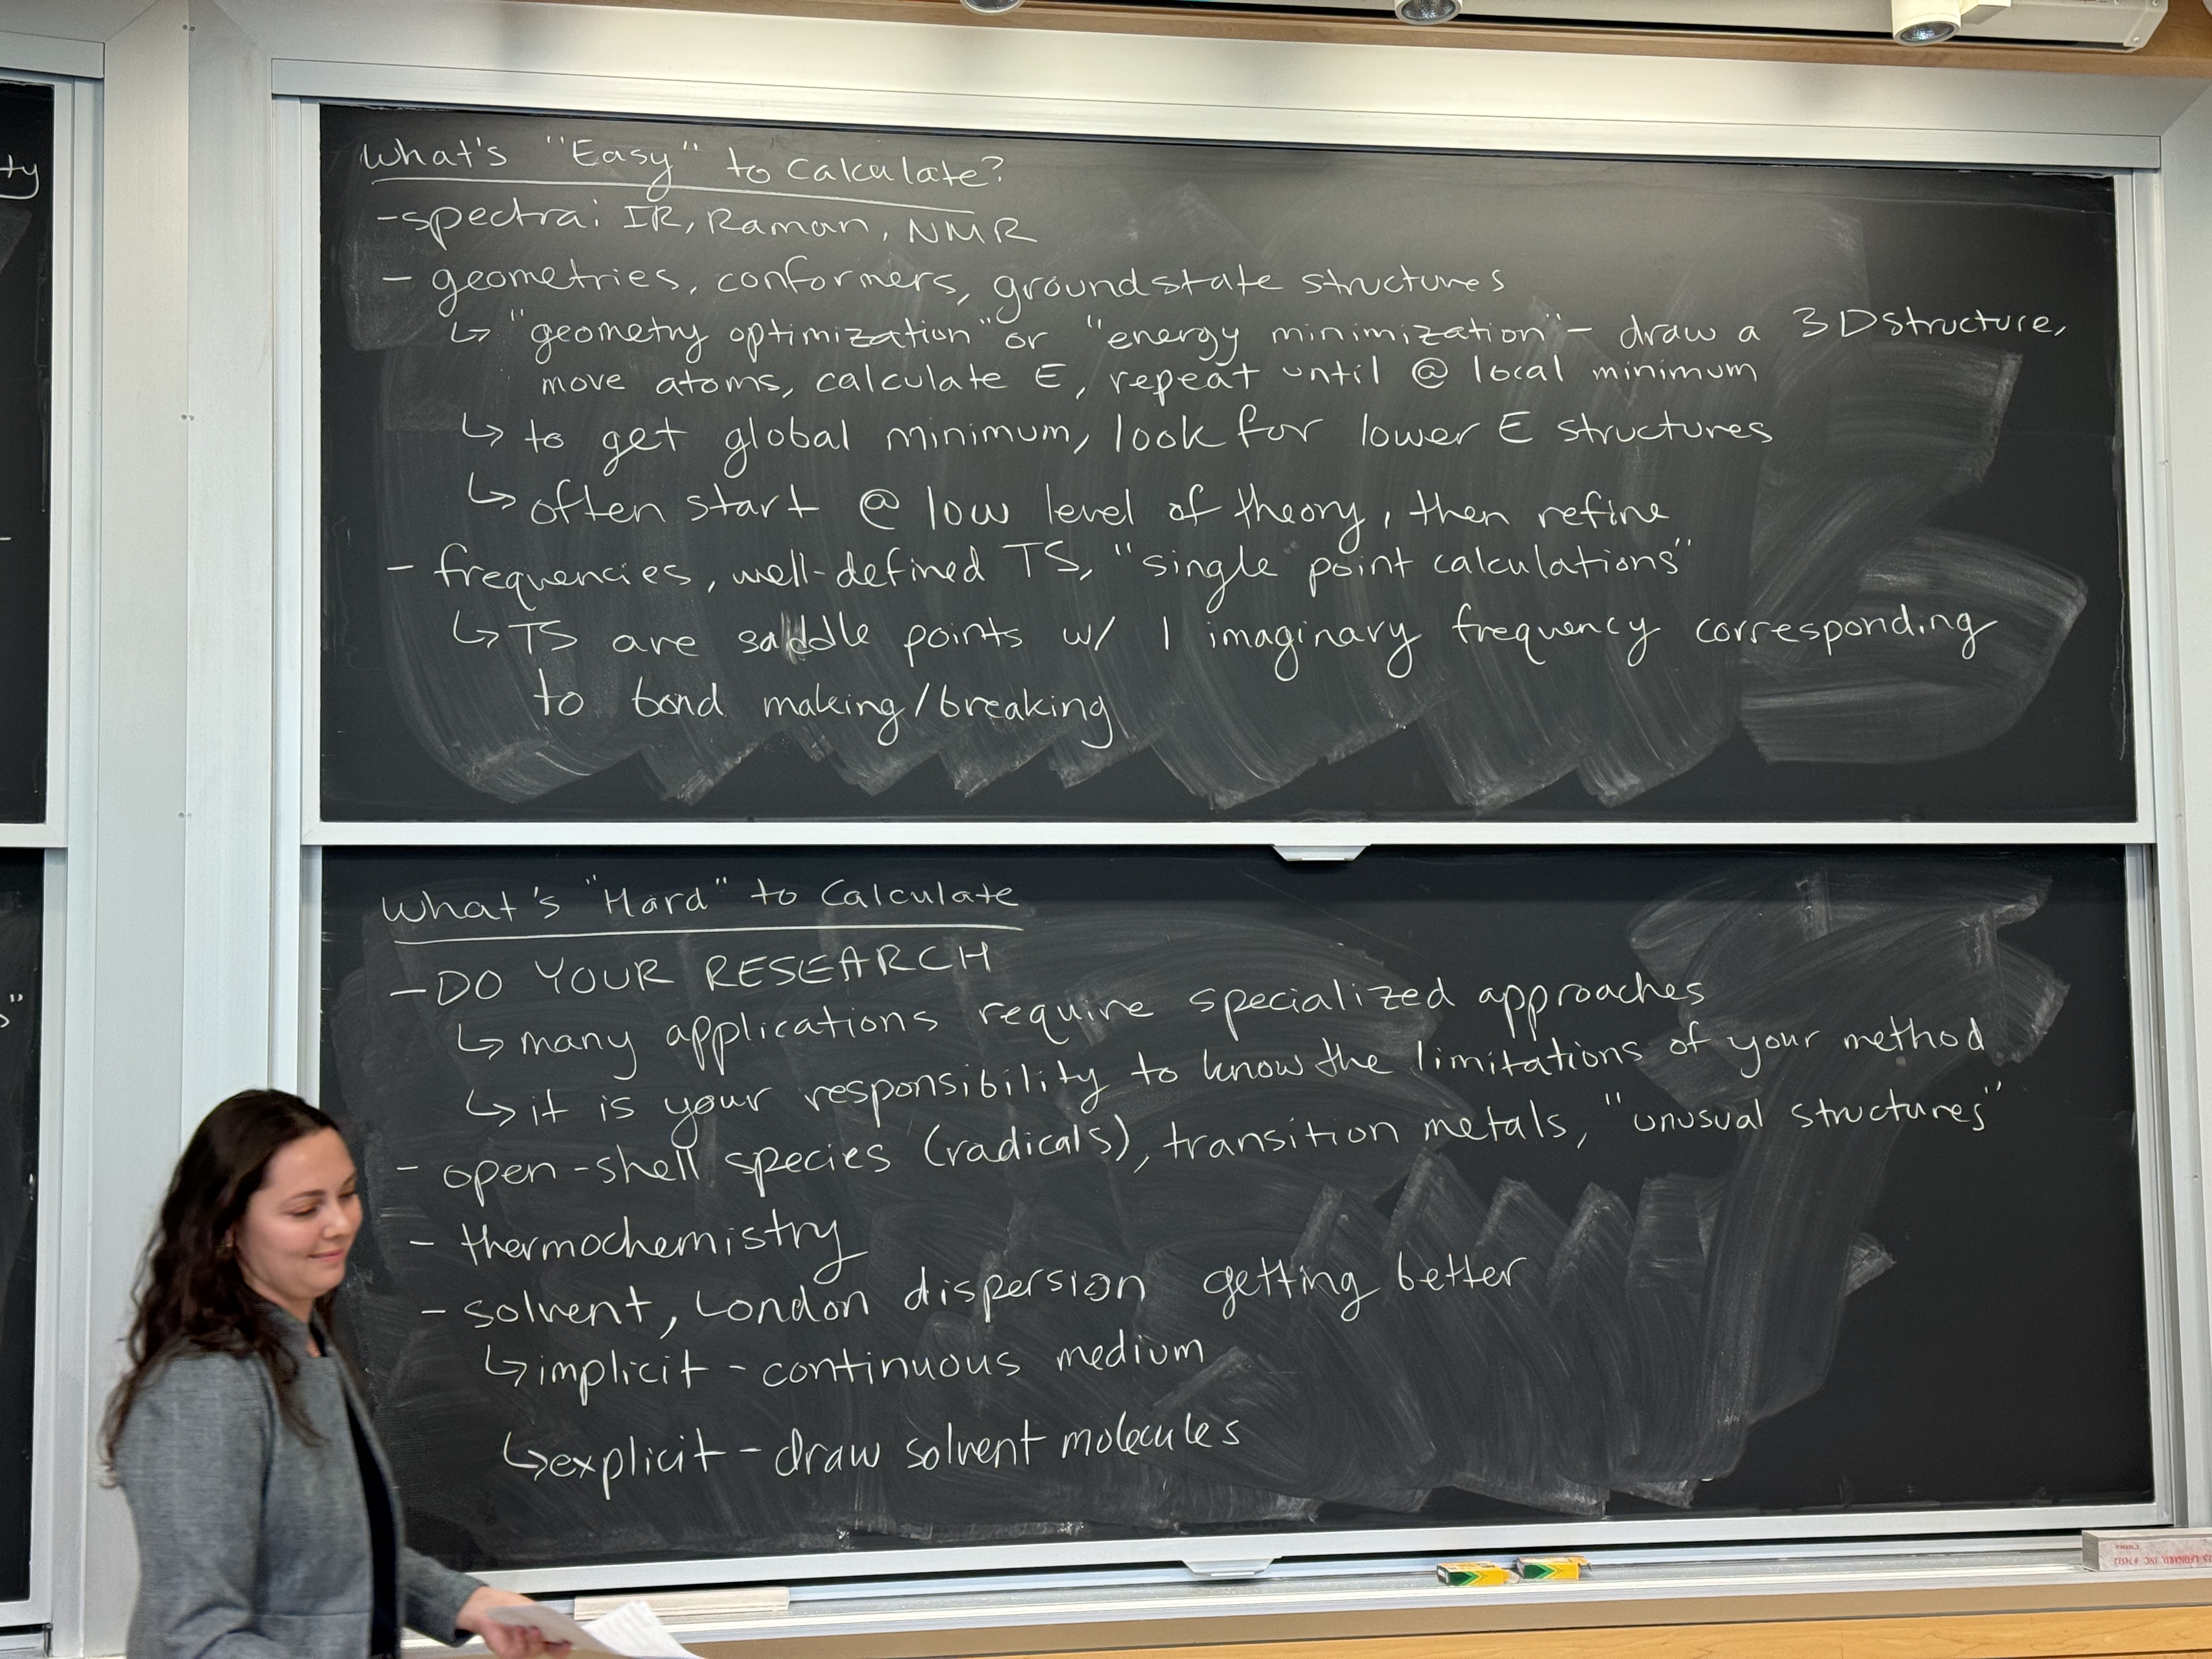 What's "Easy" to Calculate?
- spectra: IR, Raman, NMR
- geometries, conformers, ground state structures
↳ "geometry optimization" or "energy minimization" - draw a 3D structure,
move atoms, calculate E, repeat until @ local minimum
↳ to get global minimum, look for lower E structures
↳ often start @ low level of theory, then refine
- frequencies, well-defined TS, "single point calculations"
↳ TS are saddle points w/ 1 imaginary frequency corresponding
to bond making/breaking
What's "Hard" to Calculate
- DO YOUR RESEARCH
↳ many applications require specialized approaches
↳ it is your responsibility to know the limitations of your method
- open-shell species (radicals), transition metals, "unusual structures"
- thermochemistry
- solvent, London dispersion getting better
↳ implicit - continuous medium
↳ explicit - draw solvent molecules
ty
s"